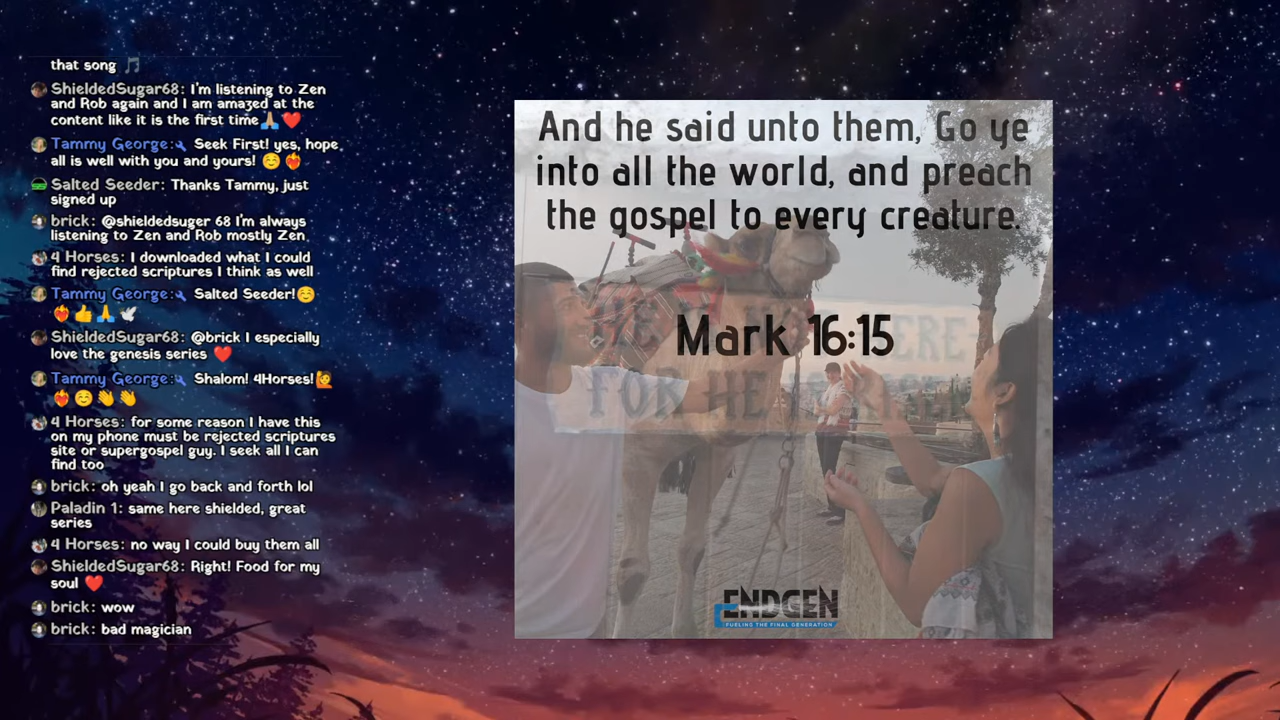 that song 🎵
ShieldedSugar68: I'm listening to Zen
and Rob again and I am amazed at the
content like it is the first time🙏🏼❤️
Tammy George:🔧 Seek First! yes, hope
all is well with you and yours! ☺️❤️‍🔥
Salted Seeder: Thanks Tammy, just
signed up
brick: @shieldedsuger 68 I'm always
listening to Zen and Rob mostly Zen
4 Horses: I downloaded what I could
find rejected scriptures I think as well
Tammy George:🔧 Salted Seeder!☺️
❤️‍🔥👍🙏🕊️
ShieldedSugar68: @brick I especially
love the genesis series ❤️
Tammy George:🔧 Shalom! 4Horses!🙋
❤️‍🔥☺️👏👏
4 Horses: for some reason I have this
on my phone must be rejected scriptures
site or supergospel guy. I seek all I can
find too
brick: oh yeah I go back and forth lol
Paladin 1: same here shielded, great
series
4 Horses: no way I could buy them all
ShieldedSugar68: Right! Food for my
soul ❤️
brick: wow
brick: bad magician
And he said unto them, Go ye
into all the world, and preach
the gospel to every creature.
Mark 16:15
HERE
FOR HE
ENDGEN
FUELING THE FINAL GENERATION